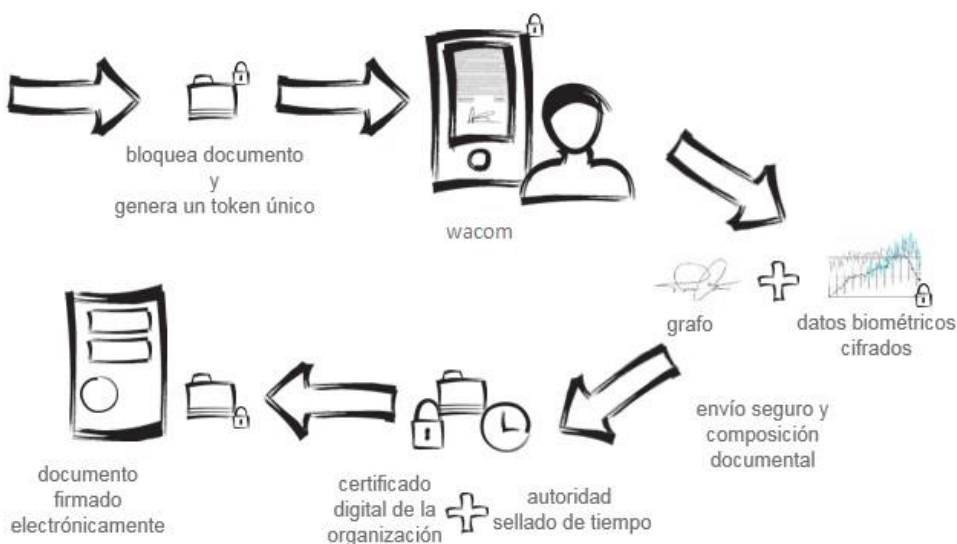 bloquea documento
y
genera un token único
wacom
grafo
datos biométricos
cifrados
envío seguro y
composición
documental
certificado
digital de la
organización
autoridad
sellado de tiempo
documento
firmado
electrónicamente